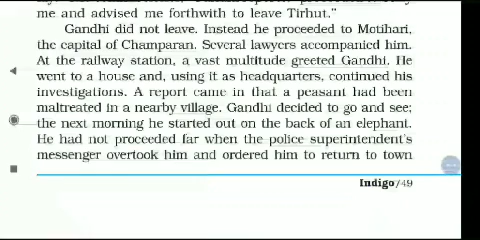 me and advised me forthwith to leave Tirhut."
Gandhi did not leave. Instead he proceeded to Motihari,
the capital of Champaran. Several lawyers accompanied him.
At the railway station, a vast multitude greeted Gandhi. He
went to a house and, using it as headquarters, continued his
investigations. A report came in that a peasant had been
maltreated in a nearby village. Gandhi decided to go and see;
the next morning he started out on the back of an elephant.
He had not proceeded far when the police superintendent's
messenger overtook him and ordered him to return to town
Indigo/49